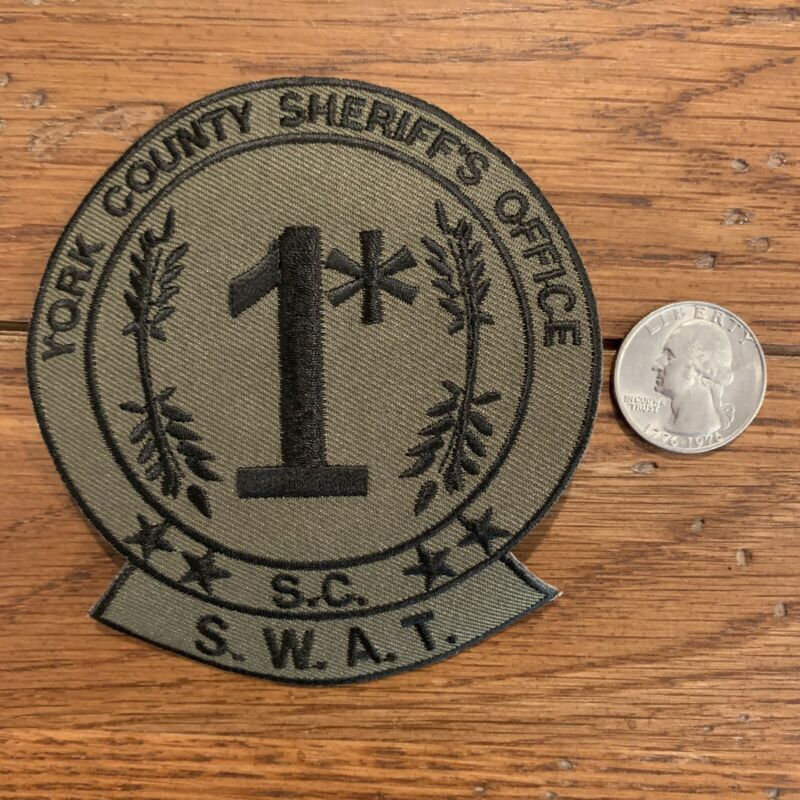 YORK COUNTY SHERIFF'S OFFICE
1*
S.C.
S.W.A.T.
LIBERTY
IN GOD WE
TRUST
1776-1976